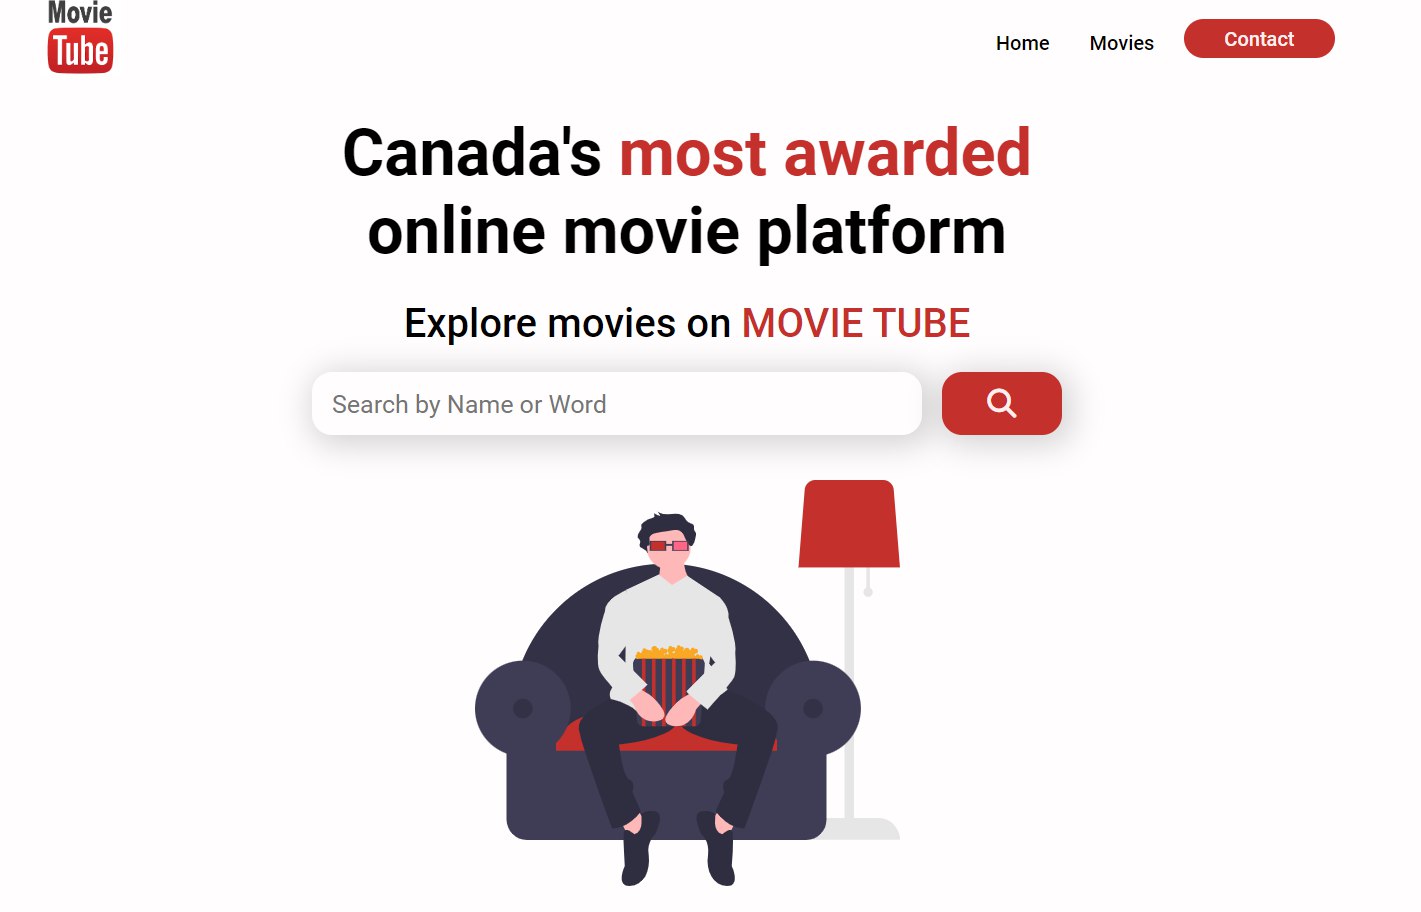 Movie
Tube
Home Movies Contact
Canada's most awarded
online movie platform
Explore movies on MOVIE TUBE
Search by Name or Word